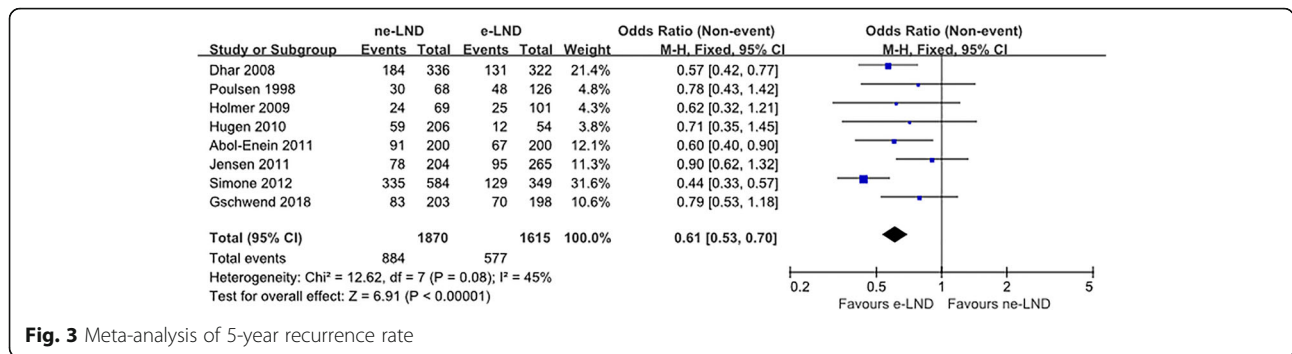 ne-LND e-LND Odds Ratio (Non-event) Odds Ratio (Non-event)
Study or Subgroup Events Total Events Total Weight M-H, Fixed, 95% CI M-H, Fixed, 95% CI
Dhar 2008 184 336 131 322 21.4% 0.57 [0.42, 0.77]
Poulsen 1998 30 68 48 126 4.8% 0.78 [0.43, 1.42]
Holmer 2009 24 69 25 101 4.3% 0.62 [0.32, 1.21]
Hugen 2010 59 206 12 54 3.8% 0.71 [0.35, 1.45]
Abol-Enein 2011 91 200 67 200 12.1% 0.60 [0.40, 0.90]
Jensen 2011 78 204 95 265 11.3% 0.90 [0.62, 1.32]
Simone 2012 335 584 129 349 31.6% 0.44 [0.33, 0.57]
Gschwend 2018 83 203 70 198 10.6% 0.79 [0.53, 1.18]
Total (95% CI) 1870 1615 100.0% 0.61 [0.53, 0.70]
Total events 884 577
Heterogeneity: Chi² = 12.62, df = 7 (P = 0.08); I² = 45%
Test for overall effect: Z = 6.91 (P < 0.00001)
0.2 0.5 1 2 5
Favours e-LND Favours ne-LND
Fig. 3 Meta-analysis of 5-year recurrence rate